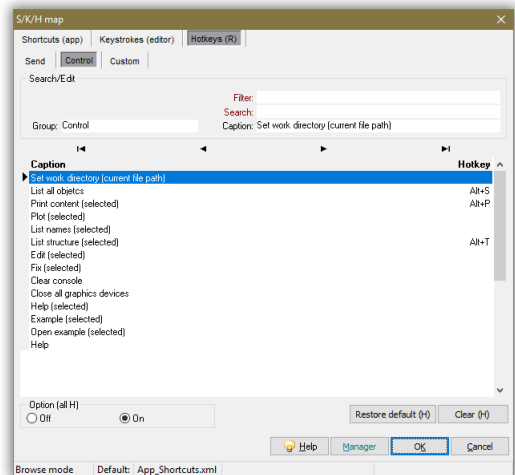 S/K/H map
Shortcuts (app) Keystrokes (editor) Hotkeys (R)
Send Control Custom
Search/Edit
Filter:
Search:
Group: Control Caption: Set work directory (current file path)
Caption Hotkey
Set work directory (current file path)
List all objetcs Alt+S
Print content (selected) Alt+P
Plot (selected)
List names (selected)
List structure (selected) Alt+T
Edit (selected)
Fix (selected)
Clear console
Close all graphics devices
Help (selected)
Example (selected)
Open example (selected)
Help
Option (all H)
Off On Restore default (H) Clear (H)
Help Manager OK Cancel
Browse mode Default: App_Shortcuts.xml